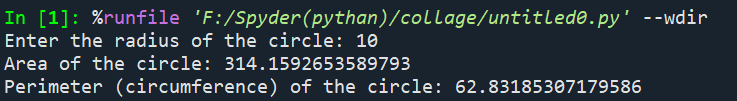 In [1]: %runfile 'F:/Spyder(pythan)/collage/untitled0.py' --wdir
Enter the radius of the circle: 10
Area of the circle: 314.1592653589793
Perimeter (circumference) of the circle: 62.83185307179586